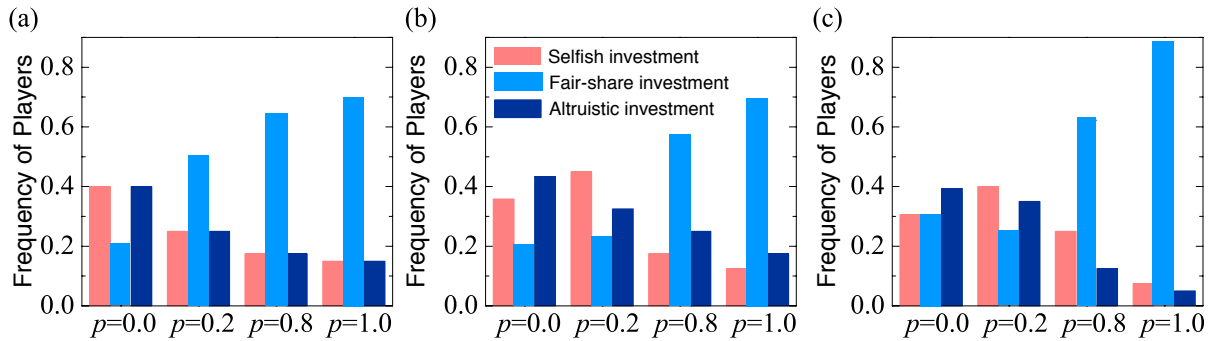 (a)
Frequency of Players
0.8
0.6
0.4
0.2
0.0
p=0.0 p=0.2 p=0.8 p=1.0
(b)
Frequency of Players
0.8
0.6
0.4
0.2
0.0
Selfish investment
Fair-share investment
Altruistic investment
p=0.0 p=0.2 p=0.8 p=1.0
(c)
Frequency of Players
0.8
0.6
0.4
0.2
0.0
p=0.0 p=0.2 p=0.8 p=1.0